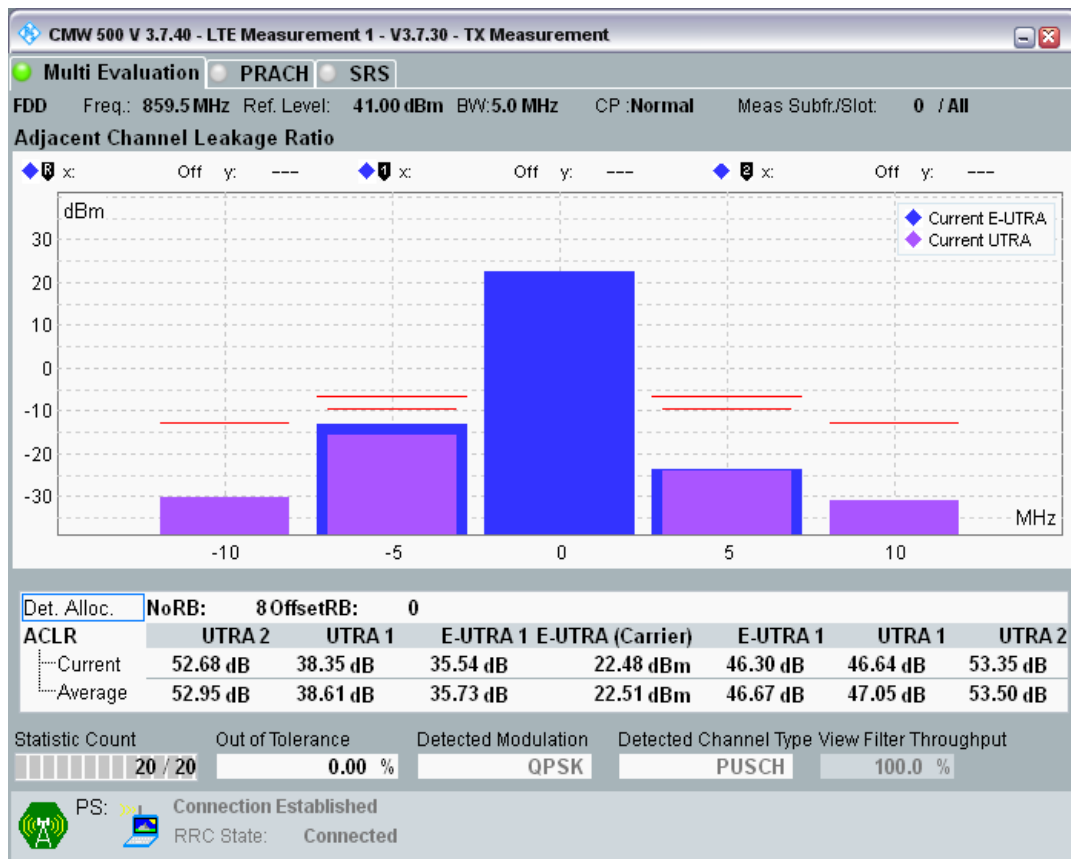 CMW 500 V 3.7.40 - LTE Measurement 1 - V3.7.30 - TX Measurement
Multi Evaluation PRACH SRS
FDD Freq.: 859.5 MHz Ref. Level: 41.00 dBm BW:5.0 MHz CP :Normal Meas Subfr./Slot: 0 / All
Adjacent Channel Leakage Ratio
R x: Off y: --- 1 x: Off y: --- 2 x: Off y: ---
dBm
Current E-UTRA
Current UTRA
30
20
10
0
-10
-20
-30
MHz
-10 -5 0 5 10
Det. Alloc. NoRB: 8 OffsetRB: 0
ACLR UTRA 2 UTRA 1 E-UTRA 1 E-UTRA (Carrier) E-UTRA 1 UTRA 1 UTRA 2
Current 52.68 dB 38.35 dB 35.54 dB 22.48 dBm 46.30 dB 46.64 dB 53.35 dB
Average 52.95 dB 38.61 dB 35.73 dB 22.51 dBm 46.67 dB 47.05 dB 53.50 dB
Statistic Count Out of Tolerance Detected Modulation Detected Channel Type View Filter Throughput
20 / 20 0.00 % QPSK PUSCH 100.0 %
PS: Connection Established
RRC State: Connected